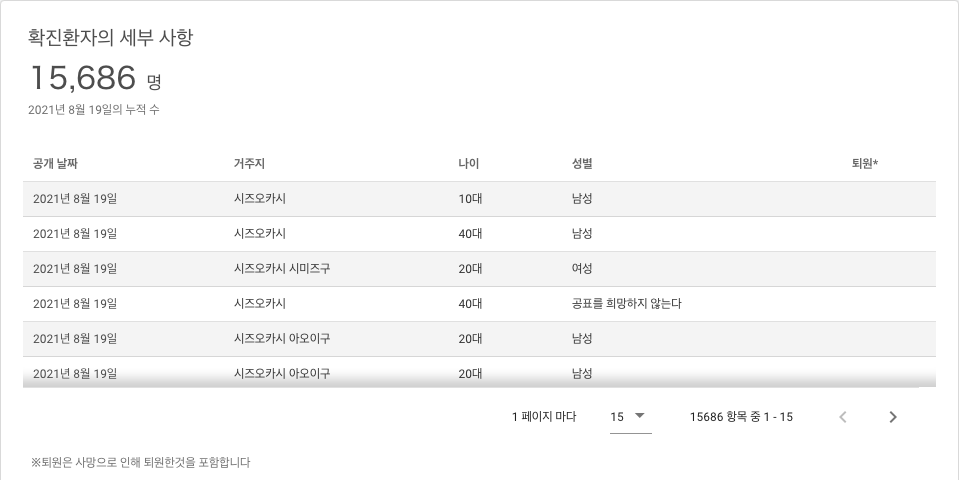 확진환자의 세부 사항
15,686 명
2021년 8월 19일의 누적 수
공개 날짜 거주지 나이 성별 퇴원*
2021년 8월 19일 시즈오카시 10대 남성
2021년 8월 19일 시즈오카시 40대 남성
2021년 8월 19일 시즈오카시 시미즈구 20대 여성
2021년 8월 19일 시즈오카시 40대 공표를 희망하지 않는다
2021년 8월 19일 시즈오카시 아오이구 20대 남성
2021년 8월 19일 시즈오카시 아오이구 20대 남성
1 페이지 마다 15 15686 항목 중 1 - 15
※퇴원은 사망으로 인해 퇴원한것을 포함합니다